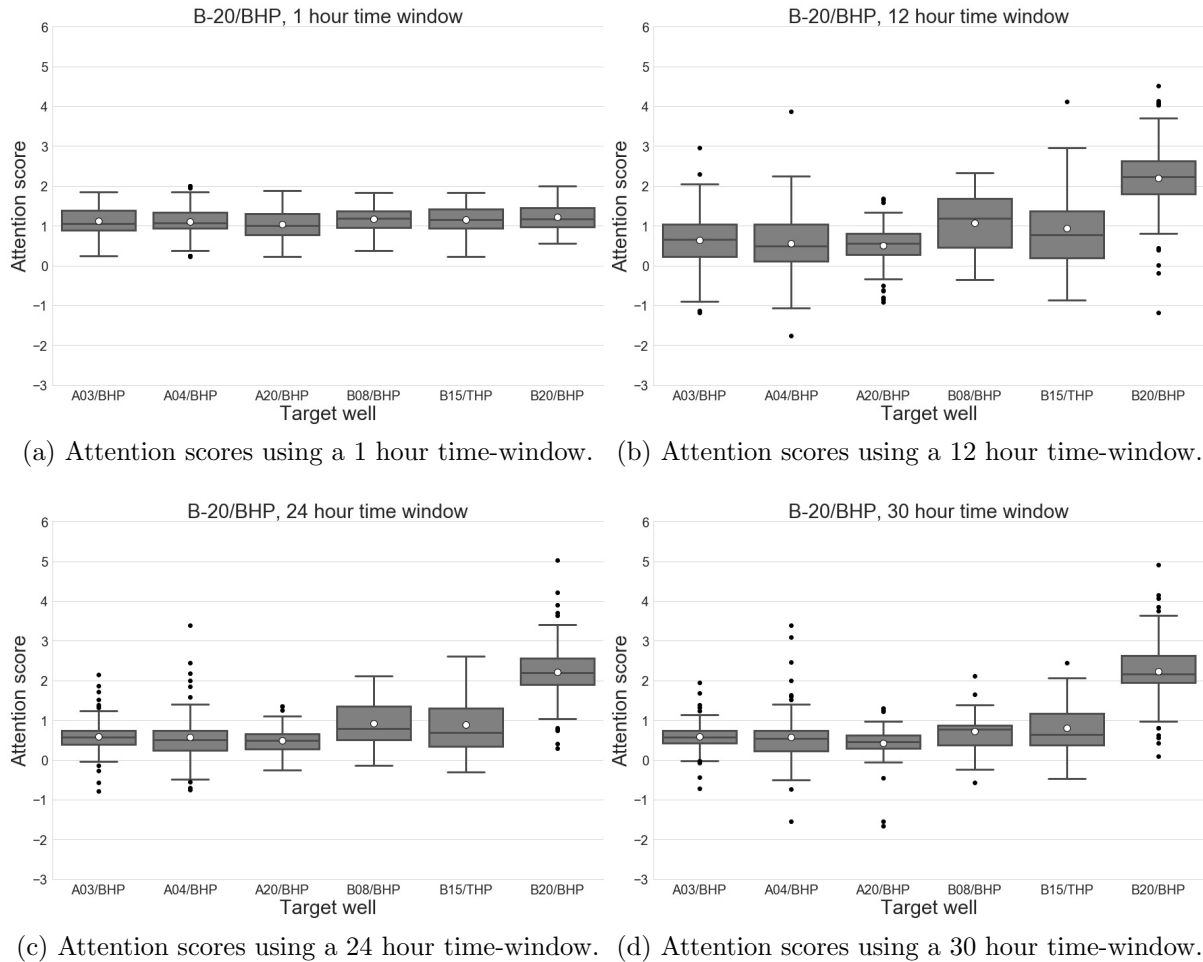 B-20/BHP, 1 hour time window
6
5
4
3
2
1
0
−1
−2
−3
Attention score
A03/BHP A04/BHP A20/BHP B08/BHP B15/THP B20/BHP
Target well
(a) Attention scores using a 1 hour time-window.
B-20/BHP, 12 hour time window
6
5
4
3
2
1
0
−1
−2
−3
Attention score
A03/BHP A04/BHP A20/BHP B08/BHP B15/THP B20/BHP
Target well
(b) Attention scores using a 12 hour time-window.
B-20/BHP, 24 hour time window
6
5
4
3
2
1
0
−1
−2
−3
Attention score
A03/BHP A04/BHP A20/BHP B08/BHP B15/THP B20/BHP
Target well
(c) Attention scores using a 24 hour time-window.
B-20/BHP, 30 hour time window
6
5
4
3
2
1
0
−1
−2
−3
Attention score
A03/BHP A04/BHP A20/BHP B08/BHP B15/THP B20/BHP
Target well
(d) Attention scores using a 30 hour time-window.